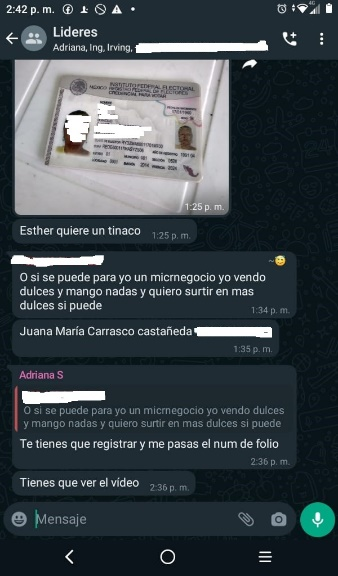 2:42 p. m.
Lideres
Adriana, Ing, Irving,
INSTITUTO FEDERAL ELECTORAL
REGISTRO FEDERAL DE ELECTORES
CREDENCIAL PARA VOTAR
MÉXICO
1:25 p. m.
Esther quiere un tinaco
1:25 p. m.
O si se puede para yo un micrnegocio yo vendo
dulces y mango nadas y quiero surtir en mas
dulces si puede
1:34 p. m.
Juana María Carrasco castañeda
1:35 p. m.
Adriana S
O si se puede para yo un micrnegocio yo vendo dulces
y mango nadas y quiero surtir en mas dulces si puede
Te tienes que registrar y me pasas el num de folio
2:36 p. m.
Tienes que ver el vídeo
2:36 p. m.
Mensaje